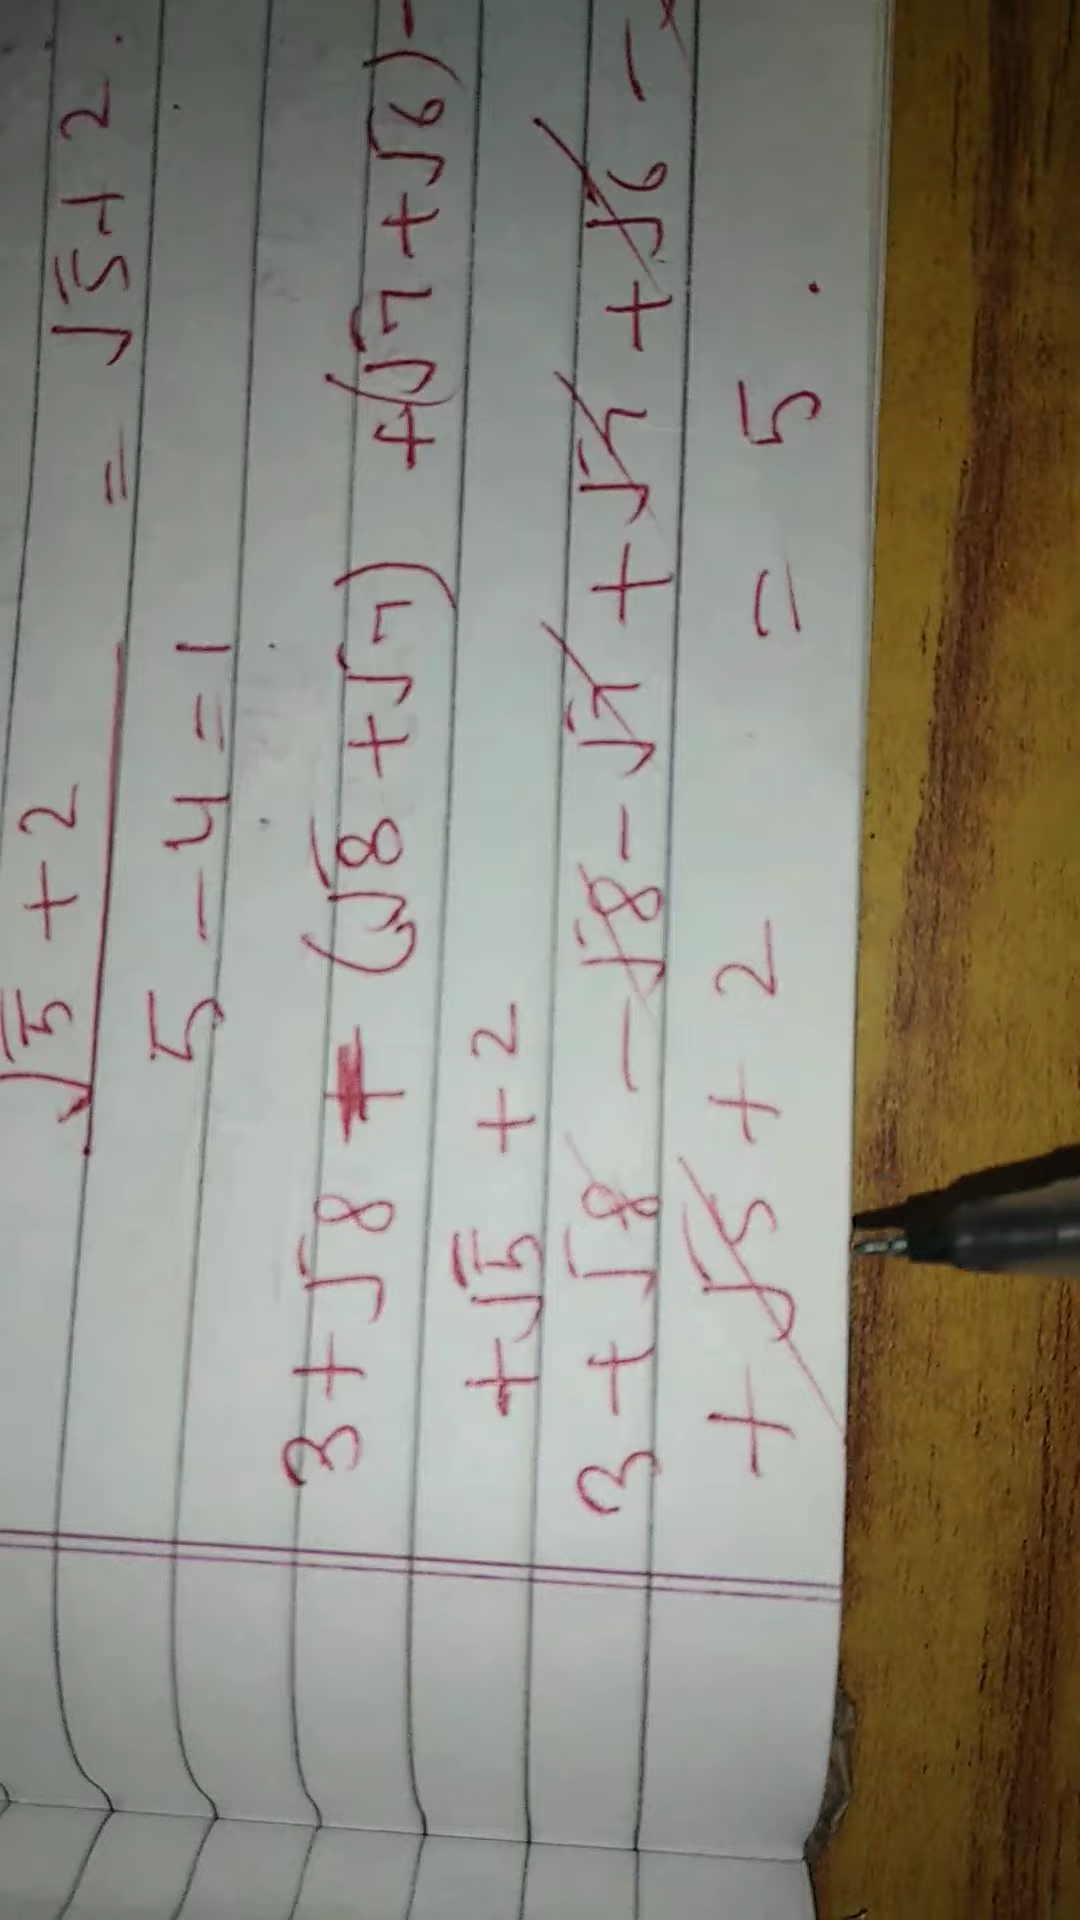 √5 + 2 = √5+2.
5 - 4 = 1
3+√8 - (√8+√7) +(√7+√6)-
+√5 + 2
3+√8 - √8-√7+√7+√6-
+√5+2 = 5.